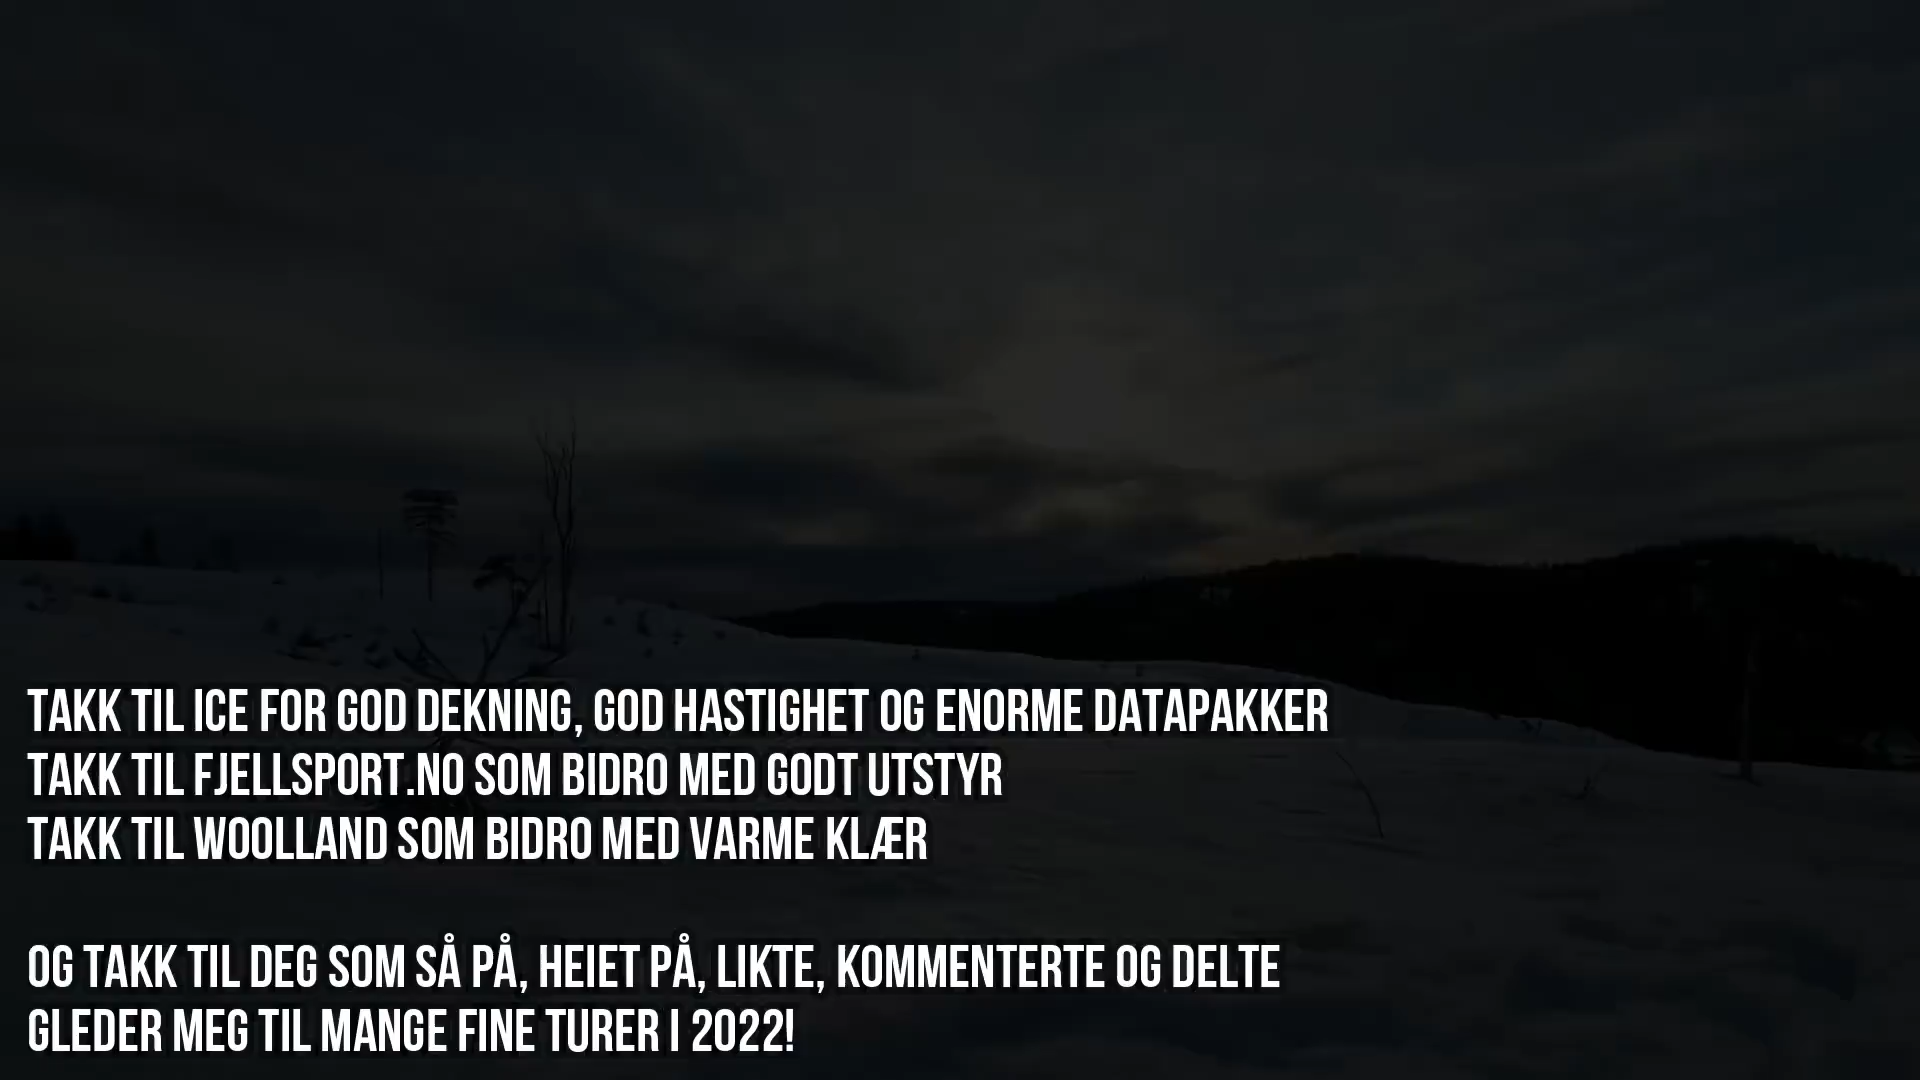 TAKK TIL ICE FOR GOD DEKNING, GOD HASTIGHET OG ENORME DATAPAKKER
TAKK TIL FJELLSPORT.NO SOM BIDRO MED GODT UTSTYR
TAKK TIL WOOLLAND SOM BIDRO MED VARME KLÆR
OG TAKK TIL DEG SOM SÅ PÅ, HEIET PÅ, LIKTE, KOMMENTERTE OG DELTE
GLEDER MEG TIL MANGE FINE TURER I 2022!